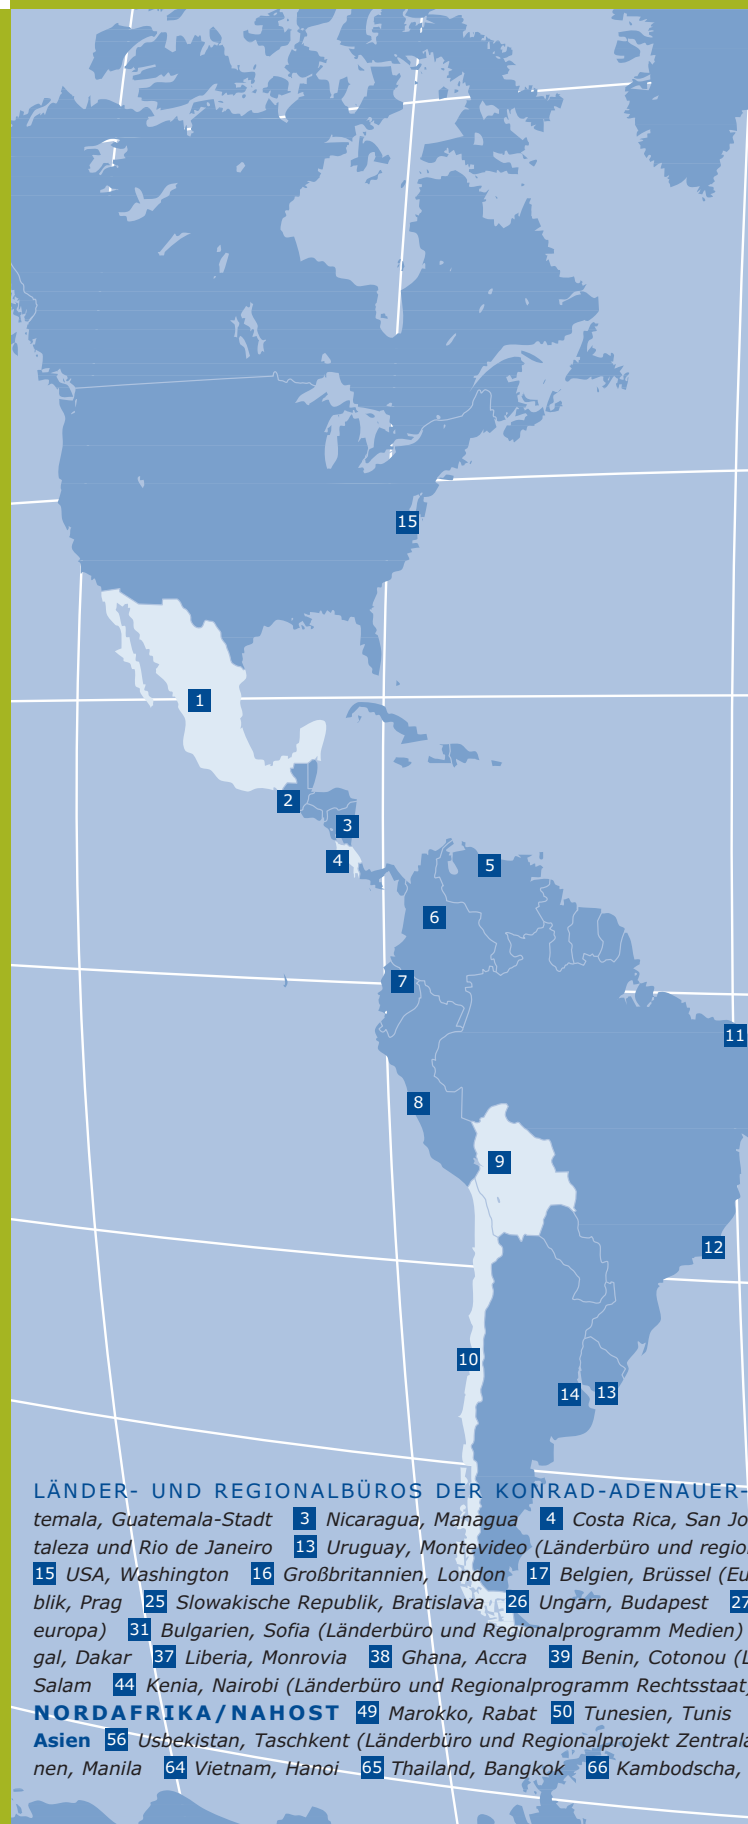 15
1
2
3
4
5
6
7
11
8
9
12
10
14 13
LÄNDER- UND REGIONALBÜROS DER KONRAD-ADENAUER-
temala, Guatemala-Stadt 3 Nicaragua, Managua 4 Costa Rica, San Jo
taleza und Rio de Janeiro 13 Uruguay, Montevideo (Länderbüro und region
15 USA, Washington 16 Großbritannien, London 17 Belgien, Brüssel (Eu
blik, Prag 25 Slowakische Republik, Bratislava 26 Ungarn, Budapest 27
europa) 31 Bulgarien, Sofia (Länderbüro und Regionalprogramm Medien)
gal, Dakar 37 Liberia, Monrovia 38 Ghana, Accra 39 Benin, Cotonou (L
Salam 44 Kenia, Nairobi (Länderbüro und Regionalprogramm Rechtsstaat)
NORDAFRIKA/NAHOST 49 Marokko, Rabat 50 Tunesien, Tunis
Asien 56 Usbekistan, Taschkent (Länderbüro und Regionalprojekt Zentrala
nen, Manila 64 Vietnam, Hanoi 65 Thailand, Bangkok 66 Kambodscha,